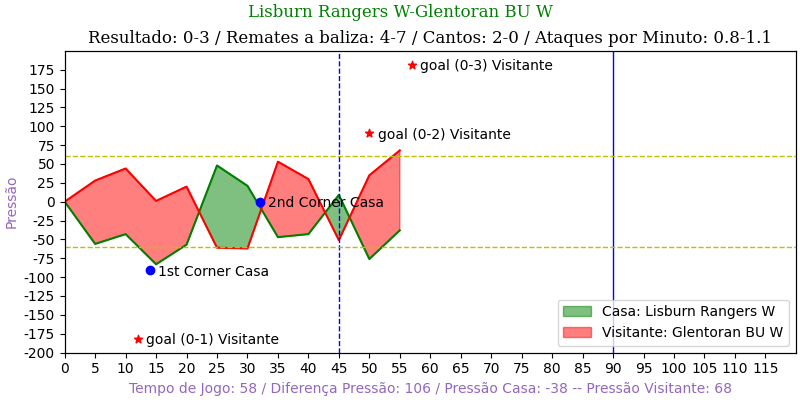 Lisburn Rangers W-Glentoran BU W
Resultado: 0-3 / Remates a baliza: 4-7 / Cantos: 2-0 / Ataques por Minuto: 0.8-1.1
Pressão
175
150
125
100
75
50
25
0
-25
-50
-75
-100
-125
-150
-175
-200
goal (0-3) Visitante
goal (0-2) Visitante
2nd Corner Casa
1st Corner Casa
goal (0-1) Visitante
Casa: Lisburn Rangers W
Visitante: Glentoran BU W
0 5 10 15 20 25 30 35 40 45 50 55 60 65 70 75 80 85 90 95 100 105 110 115
Tempo de Jogo: 58 / Diferença Pressão: 106 / Pressão Casa: -38 -- Pressão Visitante: 68